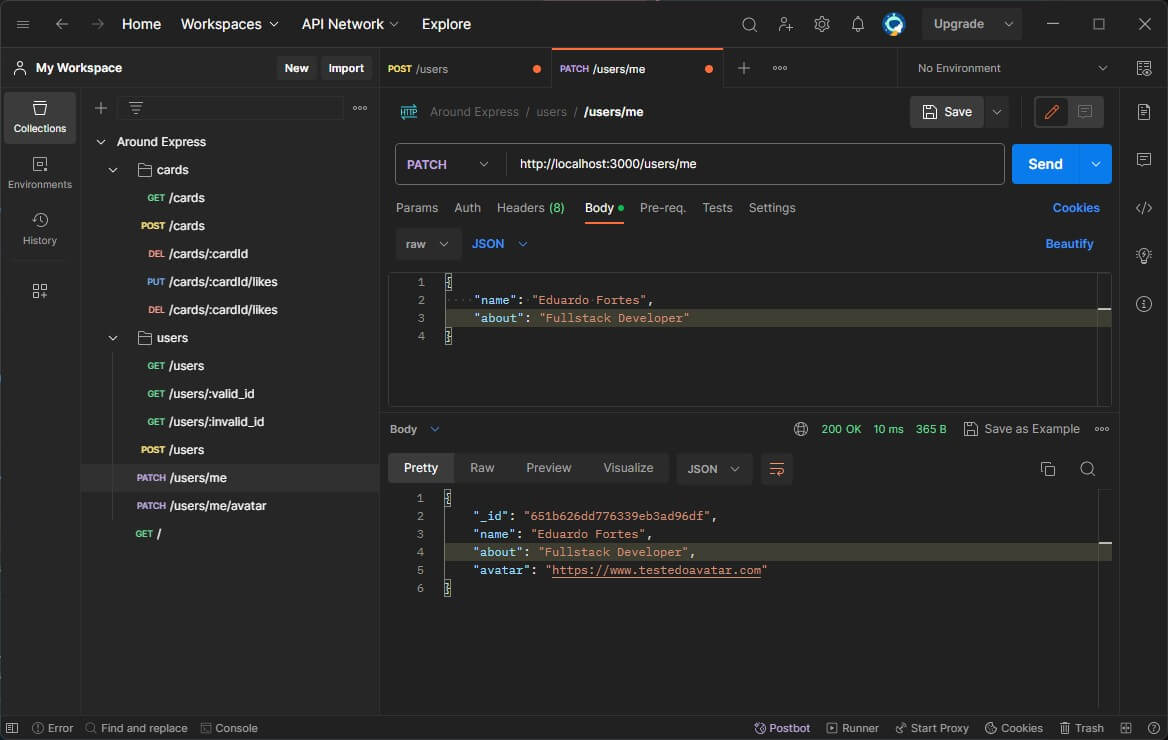 Home Workspaces API Network Explore Upgrade
My Workspace New Import POST /users PATCH /users/me No Environment
Collections
Environments
History
Around Express
cards
GET /cards
POST /cards
DEL /cards/:cardId
PUT /cards/:cardId/likes
DEL /cards/:cardId/likes
users
GET /users
GET /users/:valid_id
GET /users/:invalid_id
POST /users
PATCH /users/me
PATCH /users/me/avatar
GET /
HTTP Around Express / users / /users/me Save
PATCH http://localhost:3000/users/me Send
Params Auth Headers (8) Body Pre-req. Tests Settings Cookies
raw JSON Beautify
1 {
2 "name": "Eduardo Fortes",
3 "about": "Fullstack Developer"
4 }
Body 200 OK 10 ms 365 B Save as Example
Pretty Raw Preview Visualize JSON
1 {
2 "_id": "651b626dd776339eb3ad96df",
3 "name": "Eduardo Fortes",
4 "about": "Fullstack Developer",
5 "avatar": "https://www.testedoavatar.com"
6 }
Error Find and replace Console Postbot Runner Start Proxy Cookies Trash